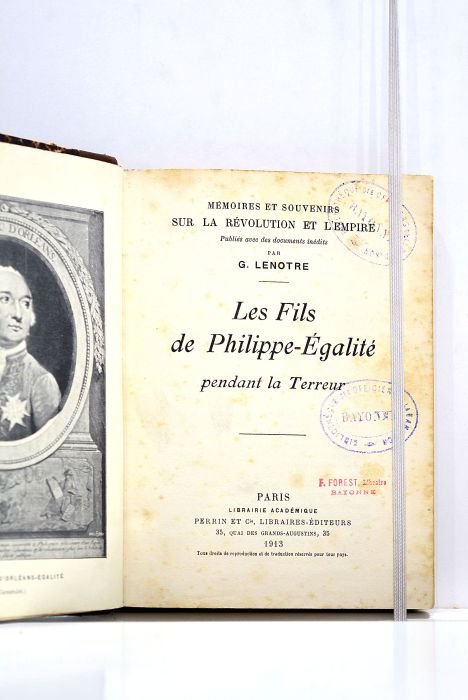 C D'ORLEANS
D'ORLÉANS-ÉGALITÉ
MÉMOIRES ET SOUVENIRS
SUR LA RÉVOLUTION ET L'EMPIRE
Publiés avec des documents inédits
PAR
G. LENOTRE
Les Fils
de Philippe-Égalité
pendant la Terreur
BAYONNE
F. FOREST, Libraire
BAYONNE
PARIS
LIBRAIRIE ACADÉMIQUE
PERRIN ET Cie, LIBRAIRES-ÉDITEURS
35, QUAI DES GRANDS-AUGUSTINS, 35
1913
Tous droits de reproduction et de traduction réservés pour tous pays.